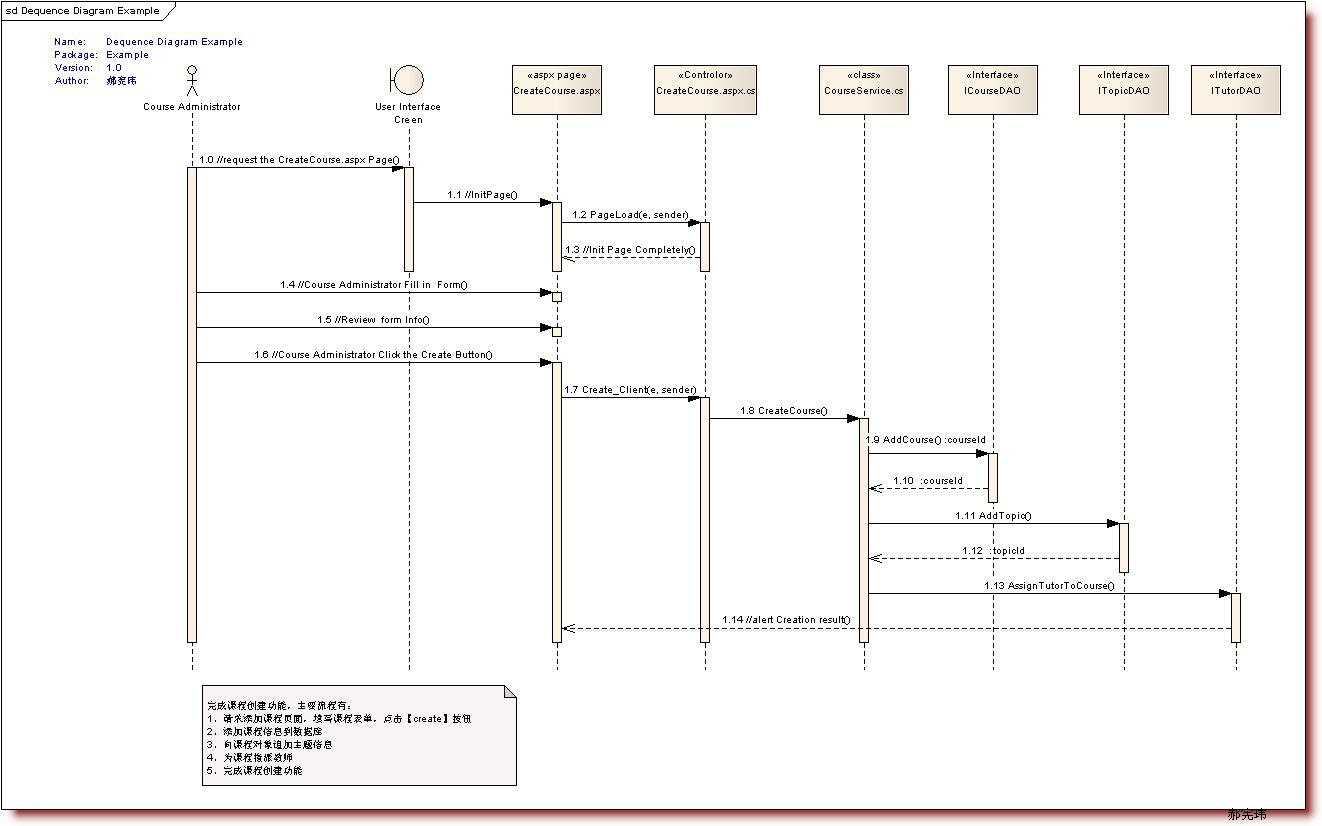 sd Dequence Diagram Example
Name: Dequence Diagram Example
Package: Example
Version: 1.0
Author: 郝宪玮
Course Administrator
User Interface
Creen
«aspx page»
CreateCourse.aspx
«Controlor»
CreateCourse.aspx.cs
«class»
CourseService.cs
«Interface»
ICourseDAO
«Interface»
ITopicDAO
«Interface»
ITutorDAO
1.0 //request the CreateCourse.aspx Page()
1.1 //InitPage()
1.2 PageLoad(e, sender)
1.3 //Init Page Completely()
1.4 //Course Administrator Fill in Form()
1.5 //Review form Info()
1.6 //Course Administrator Click the Create Button()
1.7 Create_Client(e, sender)
1.8 CreateCourse()
1.9 AddCourse() :courseId
1.10 :courseId
1.11 AddTopic()
1.12 :topicId
1.13 AssignTutorToCourse()
1.14 //alert Creation result()
完成课程创建功能，主要流程有：
1. 请求添加课程页面，填写课程表单，点击【create】按钮
2. 添加课程信息到数据库
3. 向课程对象追加主题信息
4. 为课程指派教师
5. 完成课程创建功能
郝宪玮